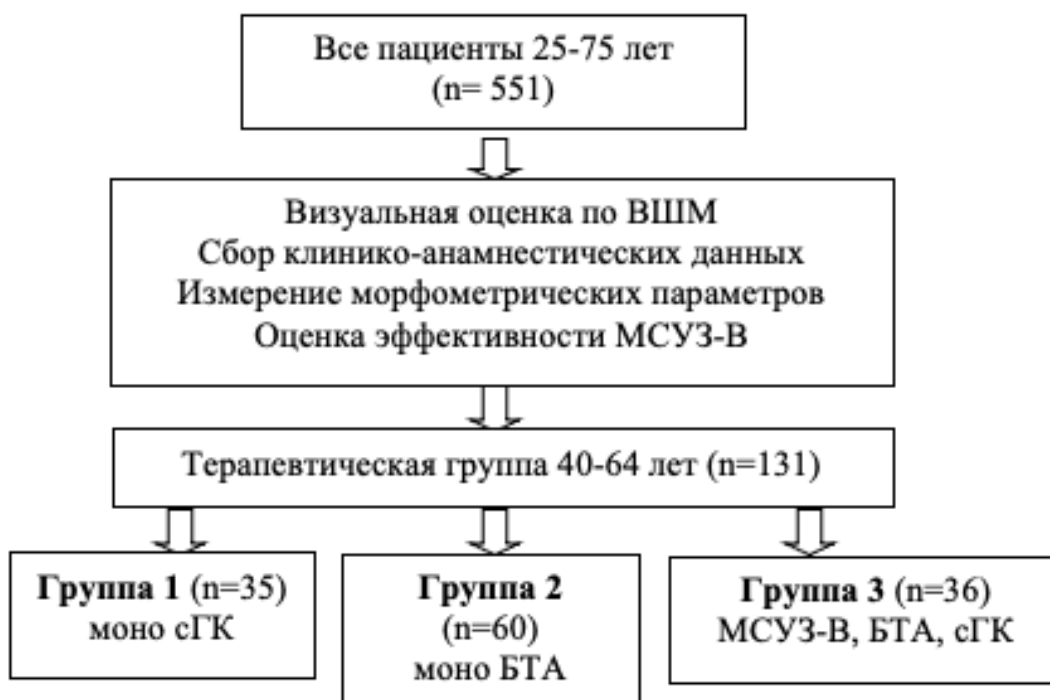 Все пациенты 25-75 лет
(n= 551)
Визуальная оценка по ВШМ
Сбор клинико-анамнестических данных
Измерение морфометрических параметров
Оценка эффективности МСУЗ-В
Терапевтическая группа 40-64 лет (n=131)
Группа 1 (n=35)
моно сГК
Группа 2
(n=60)
моно БТА
Группа 3 (n=36)
МСУЗ-В, БТА, сГК